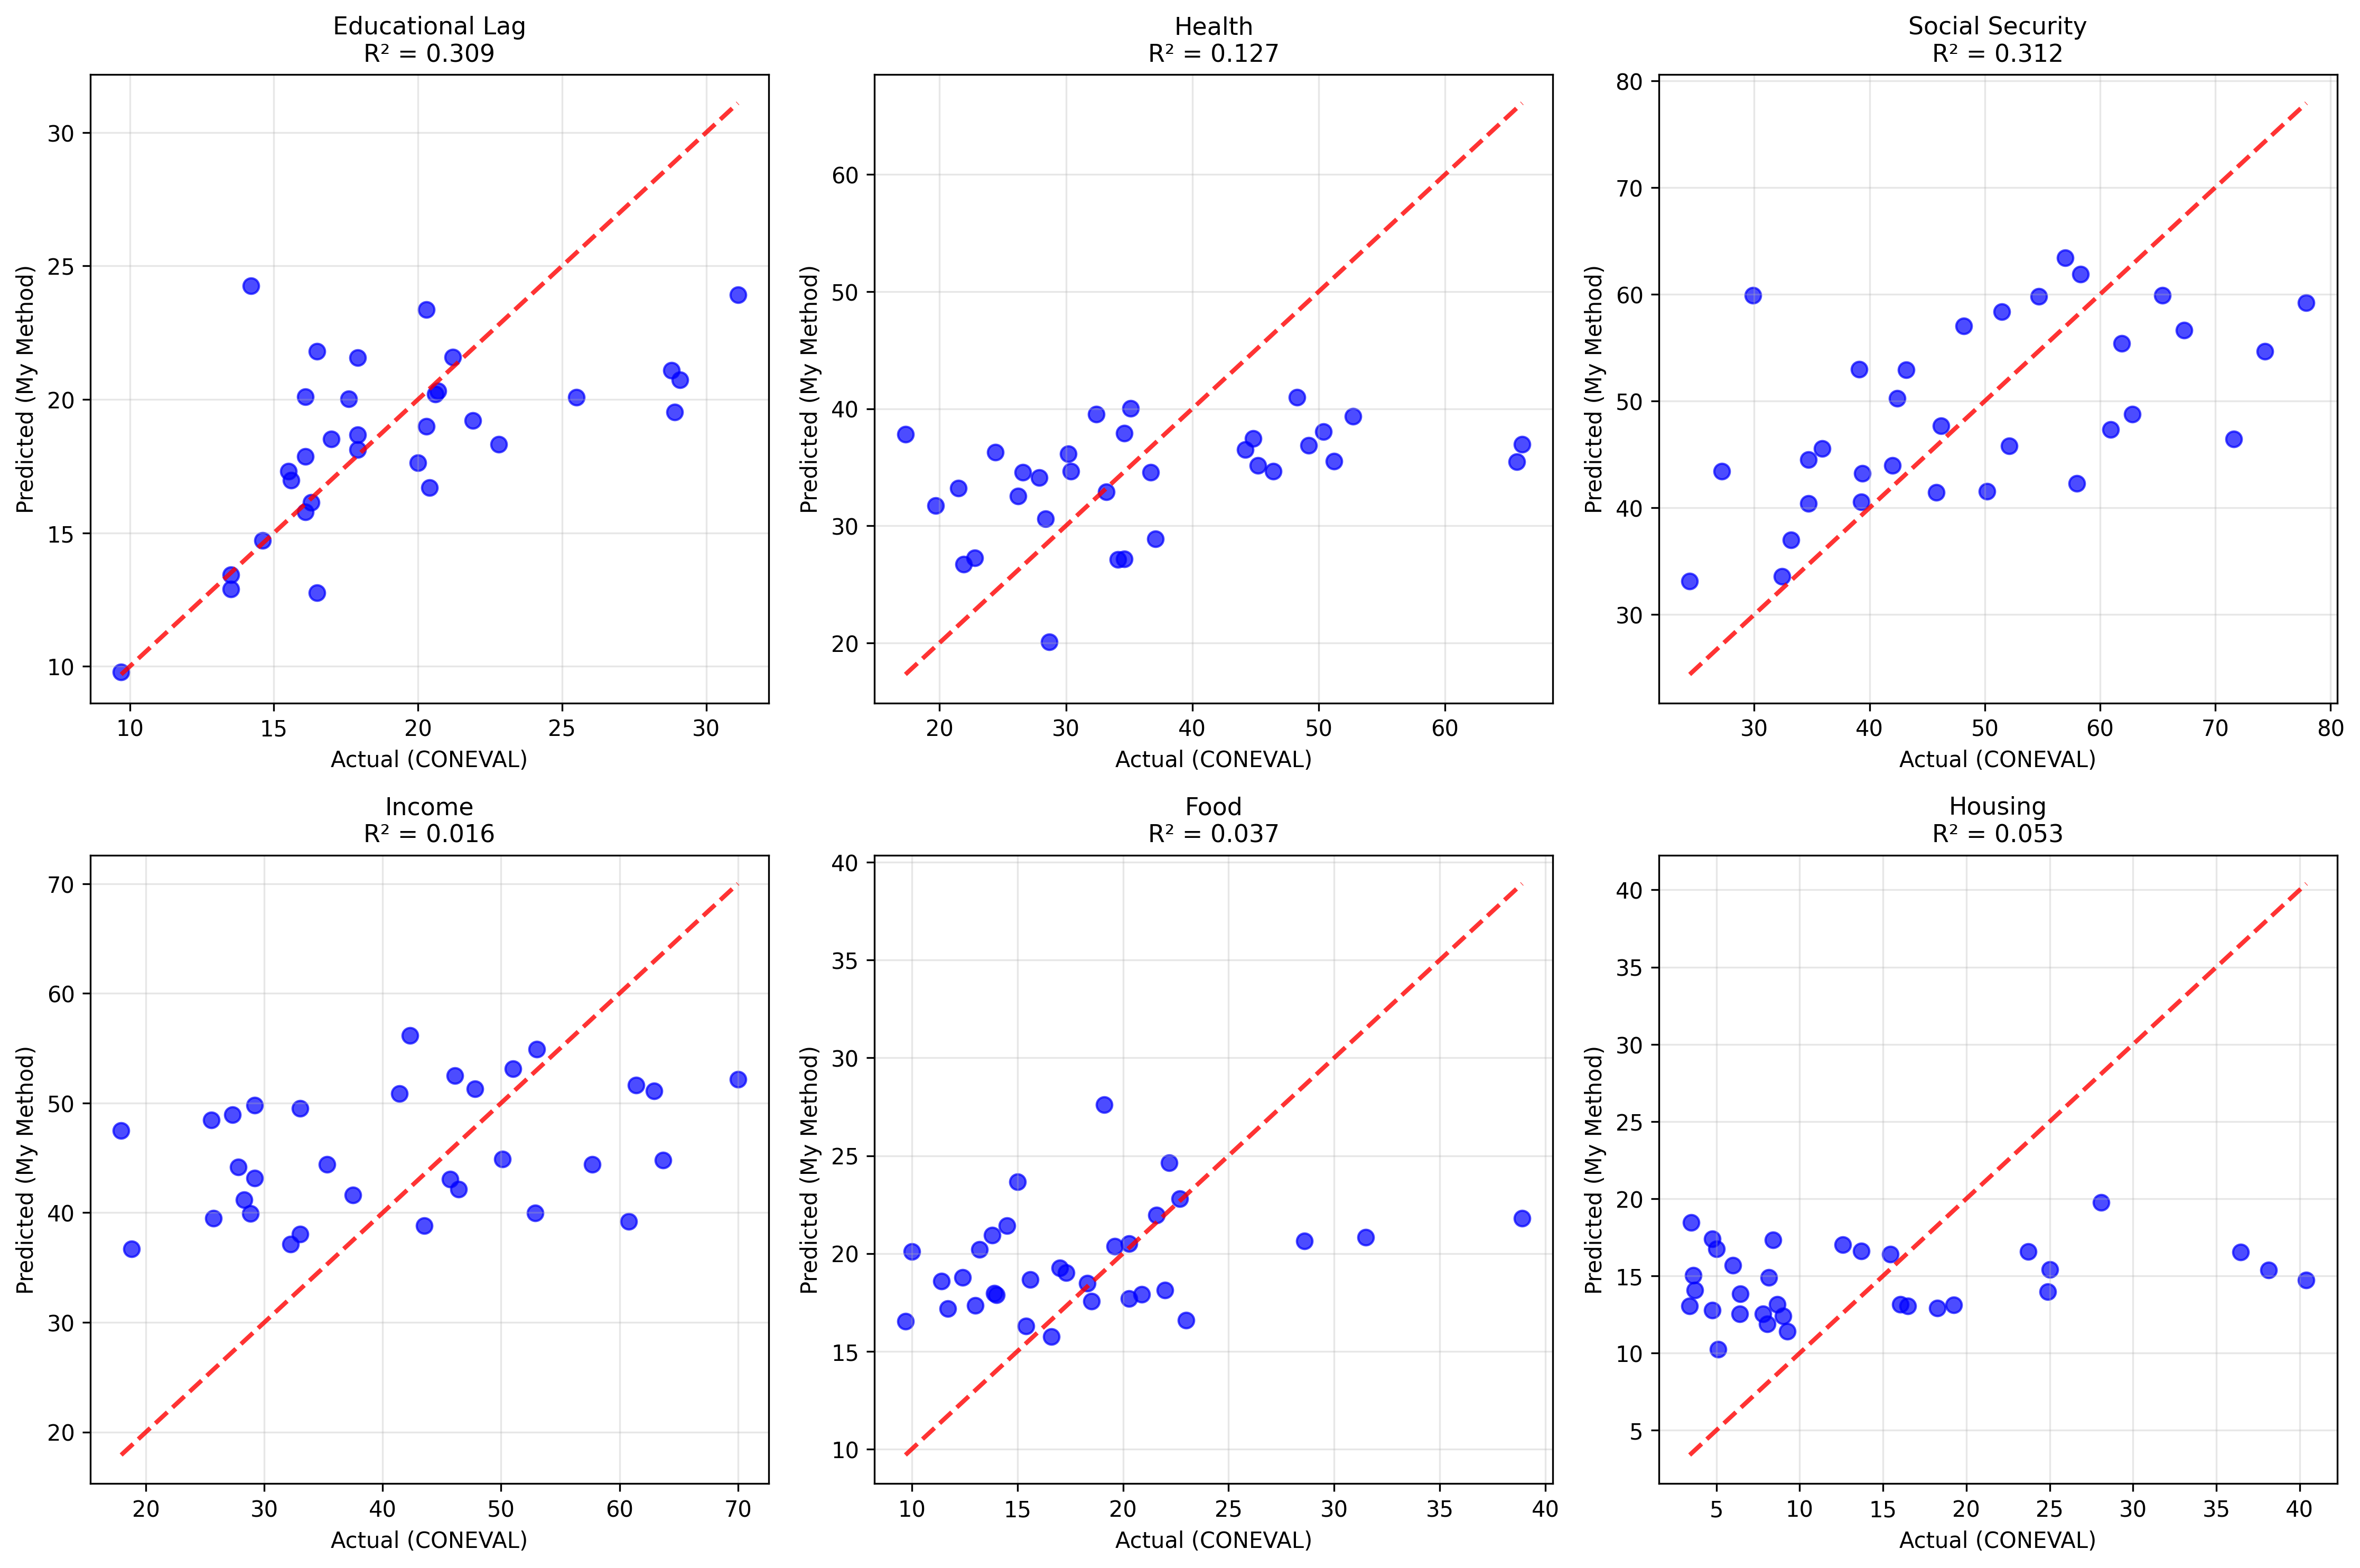 Educational Lag
R² = 0.309
30
25
20
15
10
Predicted (My Method)
10 15 20 25 30
Actual (CONEVAL)
Health
R² = 0.127
60
50
40
30
20
Predicted (My Method)
20 30 40 50 60
Actual (CONEVAL)
Social Security
R² = 0.312
80
70
60
50
40
30
Predicted (My Method)
30 40 50 60 70 80
Actual (CONEVAL)
Income
R² = 0.016
70
60
50
40
30
20
Predicted (My Method)
20 30 40 50 60 70
Actual (CONEVAL)
Food
R² = 0.037
40
35
30
25
20
15
10
Predicted (My Method)
10 15 20 25 30 35 40
Actual (CONEVAL)
Housing
R² = 0.053
40
35
30
25
20
15
10
5
Predicted (My Method)
5 10 15 20 25 30 35 40
Actual (CONEVAL)